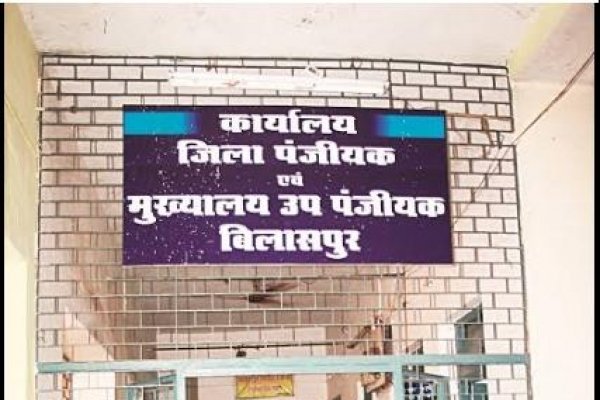 कार्यालय
जिला पंजीयक
एवं
मुख्यालय उप पंजीयक
बिलासपुर